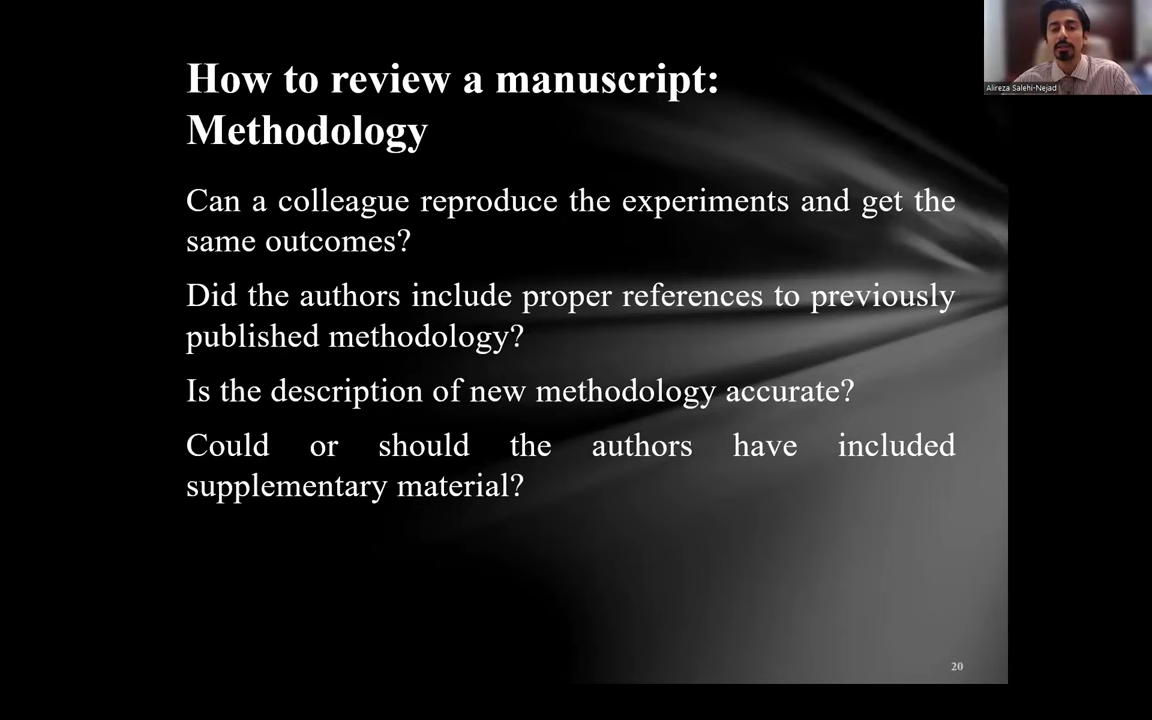 How to review a manuscript:
Methodology
Can a colleague reproduce the experiments and get the
same outcomes?
Did the authors include proper references to previously
published methodology?
Is the description of new methodology accurate?
Could or should the authors have included
supplementary material?
20
Alireza Salehi-Nejad